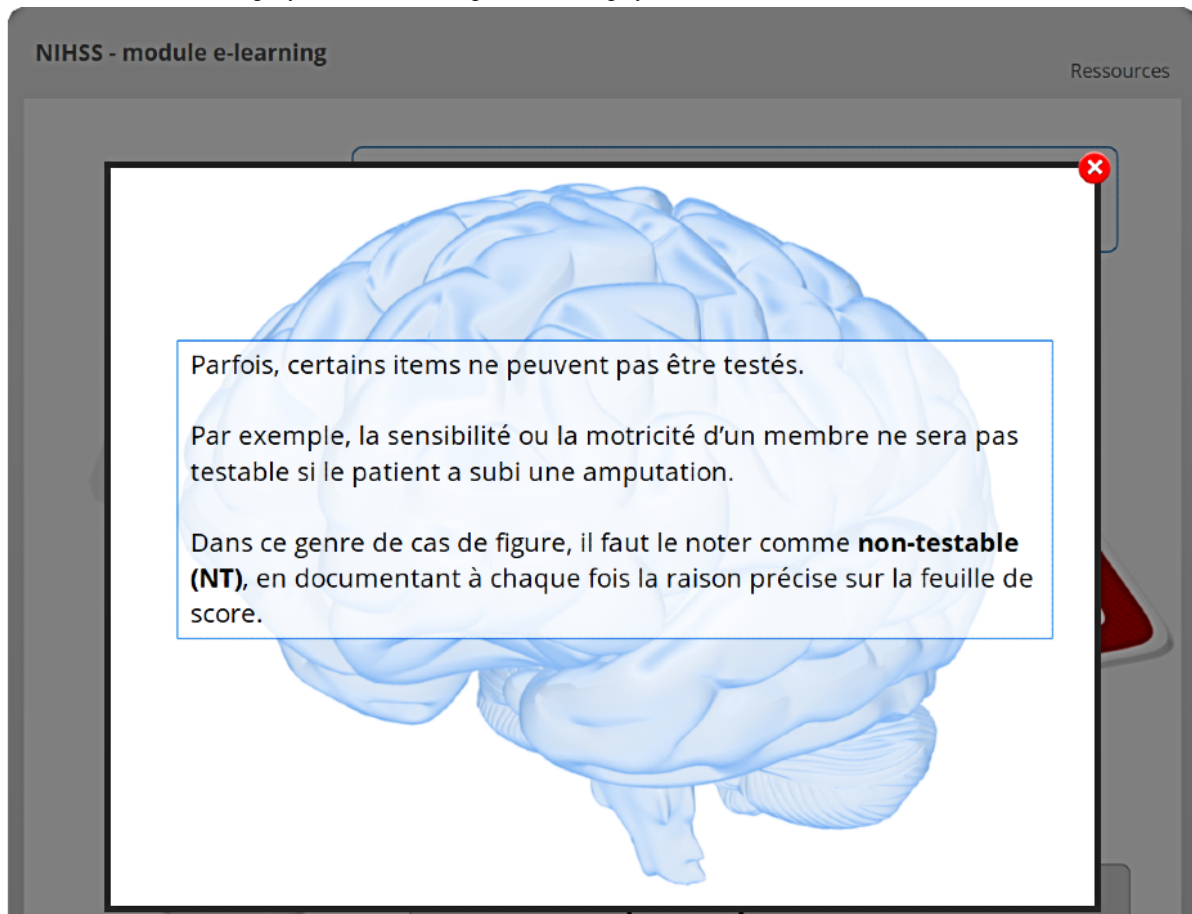 NIHSS - module e-learning
Ressources
Parfois, certains items ne peuvent pas être testés.
Par exemple, la sensibilité ou la motricité d’un membre ne sera pas
testable si le patient a subi une amputation.
Dans ce genre de cas de figure, il faut le noter comme non-testable
(NT), en documentant à chaque fois la raison précise sur la feuille de
score.